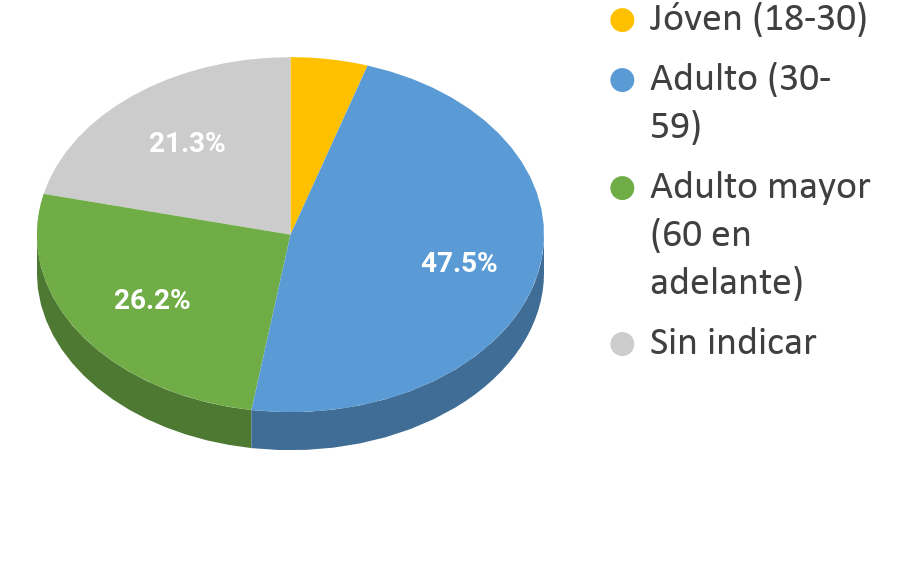 Jóven (18-30)
Adulto (30-
59)
Adulto mayor
(60 en
adelante)
Sin indicar
21.3%
47.5%
26.2%